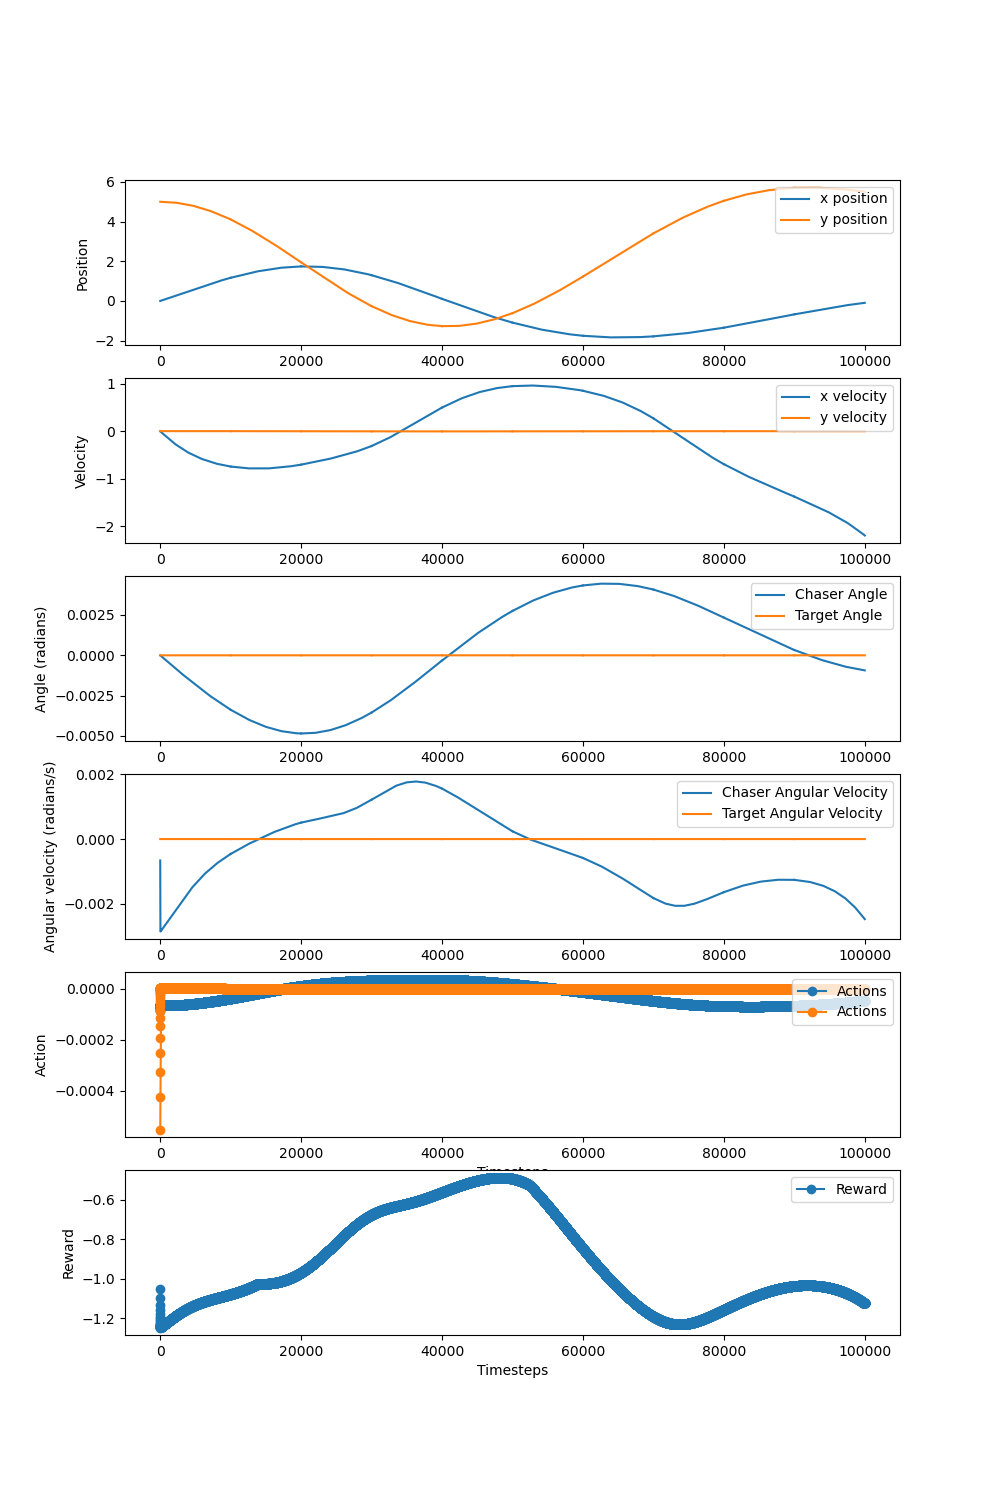 6
4
2
0
−2
Position
x position
y position
0 20000 40000 60000 80000 100000
1
0
−1
−2
Velocity
x velocity
y velocity
0 20000 40000 60000 80000 100000
0.0025
0.0000
−0.0025
−0.0050
Angle (radians)
Chaser Angle
Target Angle
0 20000 40000 60000 80000 100000
0.002
0.000
−0.002
Angular velocity (radians/s)
Chaser Angular Velocity
Target Angular Velocity
0 20000 40000 60000 80000 100000
0.0000
−0.0002
−0.0004
Action
Actions
Actions
0 20000 40000 60000 80000 100000
Timesteps
−0.6
−0.8
−1.0
−1.2
Reward
Reward
0 20000 40000 60000 80000 100000
Timesteps